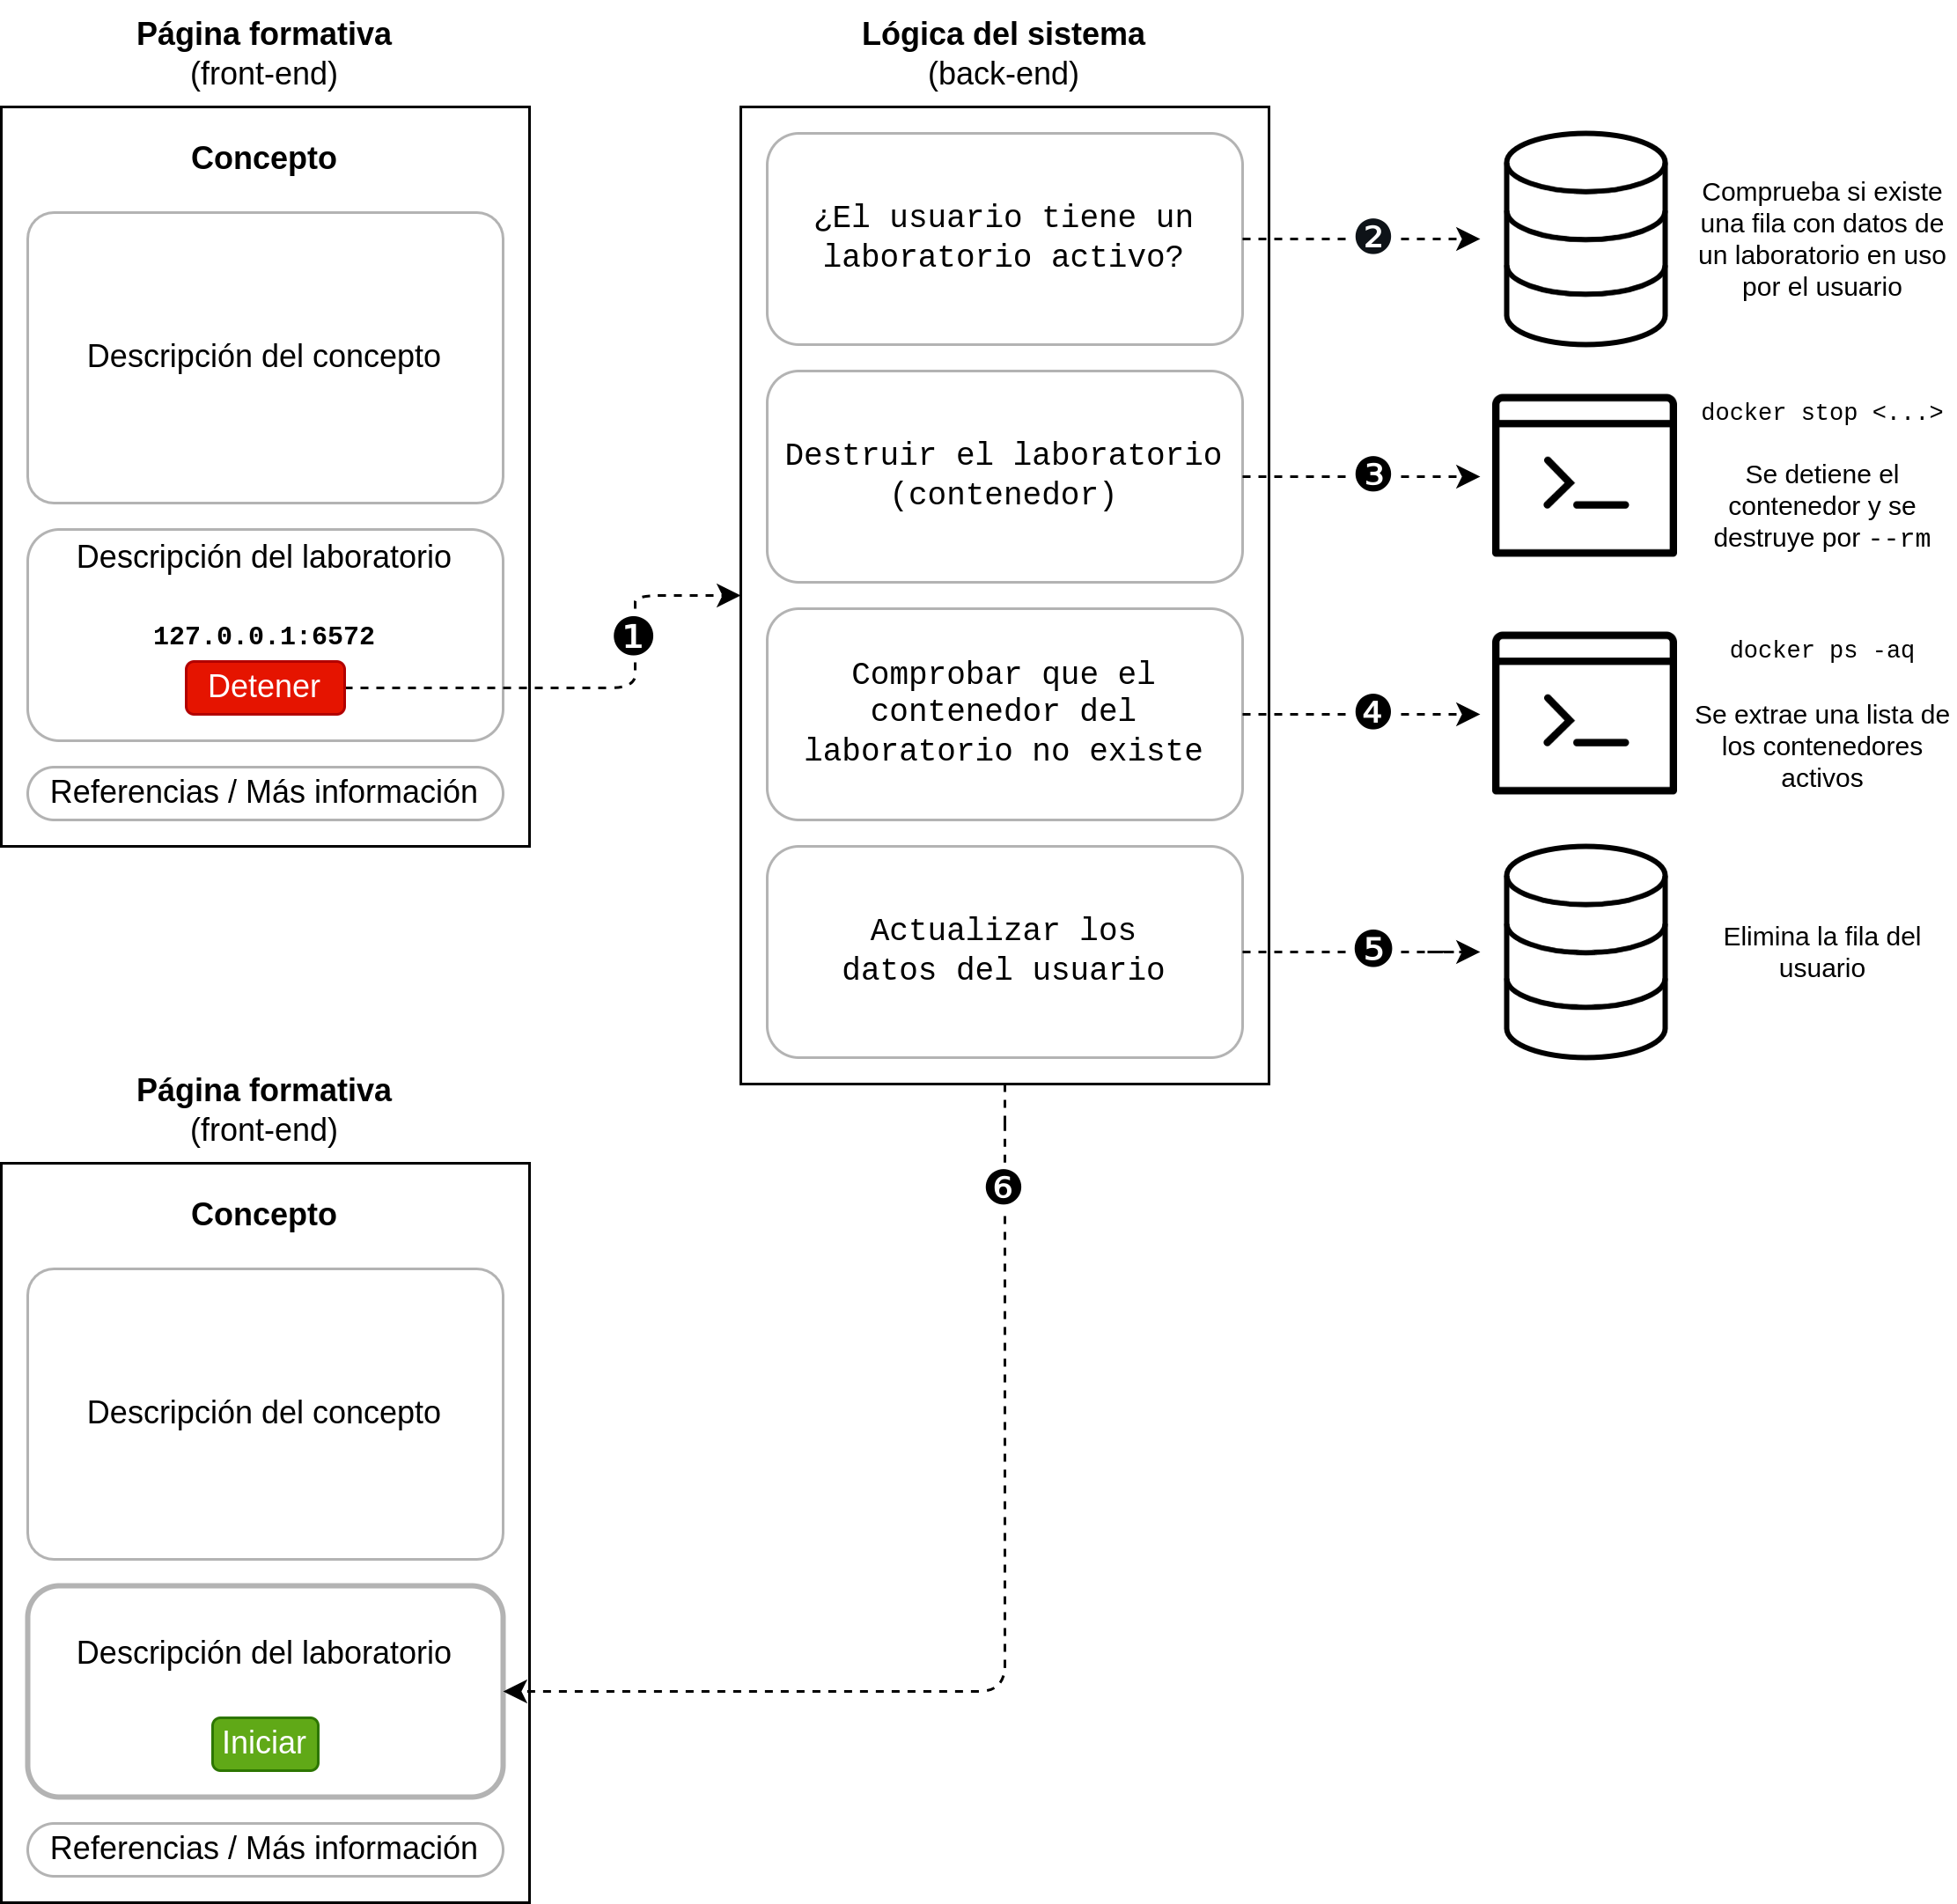 Página formativa
(front-end)
Concepto
Descripción del concepto
Descripción del laboratorio
127.0.0.1:6572
Detener
Referencias / Más información
❶
Lógica del sistema
(back-end)
¿El usuario tiene un
laboratorio activo?
❷
Comprueba si existe
una fila con datos de
un laboratorio en uso
por el usuario
Destruir el laboratorio
(contenedor)
❸
docker stop <...>
Se detiene el
contenedor y se
destruye por --rm
Comprobar que el
contenedor del
laboratorio no existe
❹
docker ps -aq
Se extrae una lista de
los contenedores
activos
Actualizar los
datos del usuario
❺
Elimina la fila del
usuario
❻
Página formativa
(front-end)
Concepto
Descripción del concepto
Descripción del laboratorio
Iniciar
Referencias / Más información